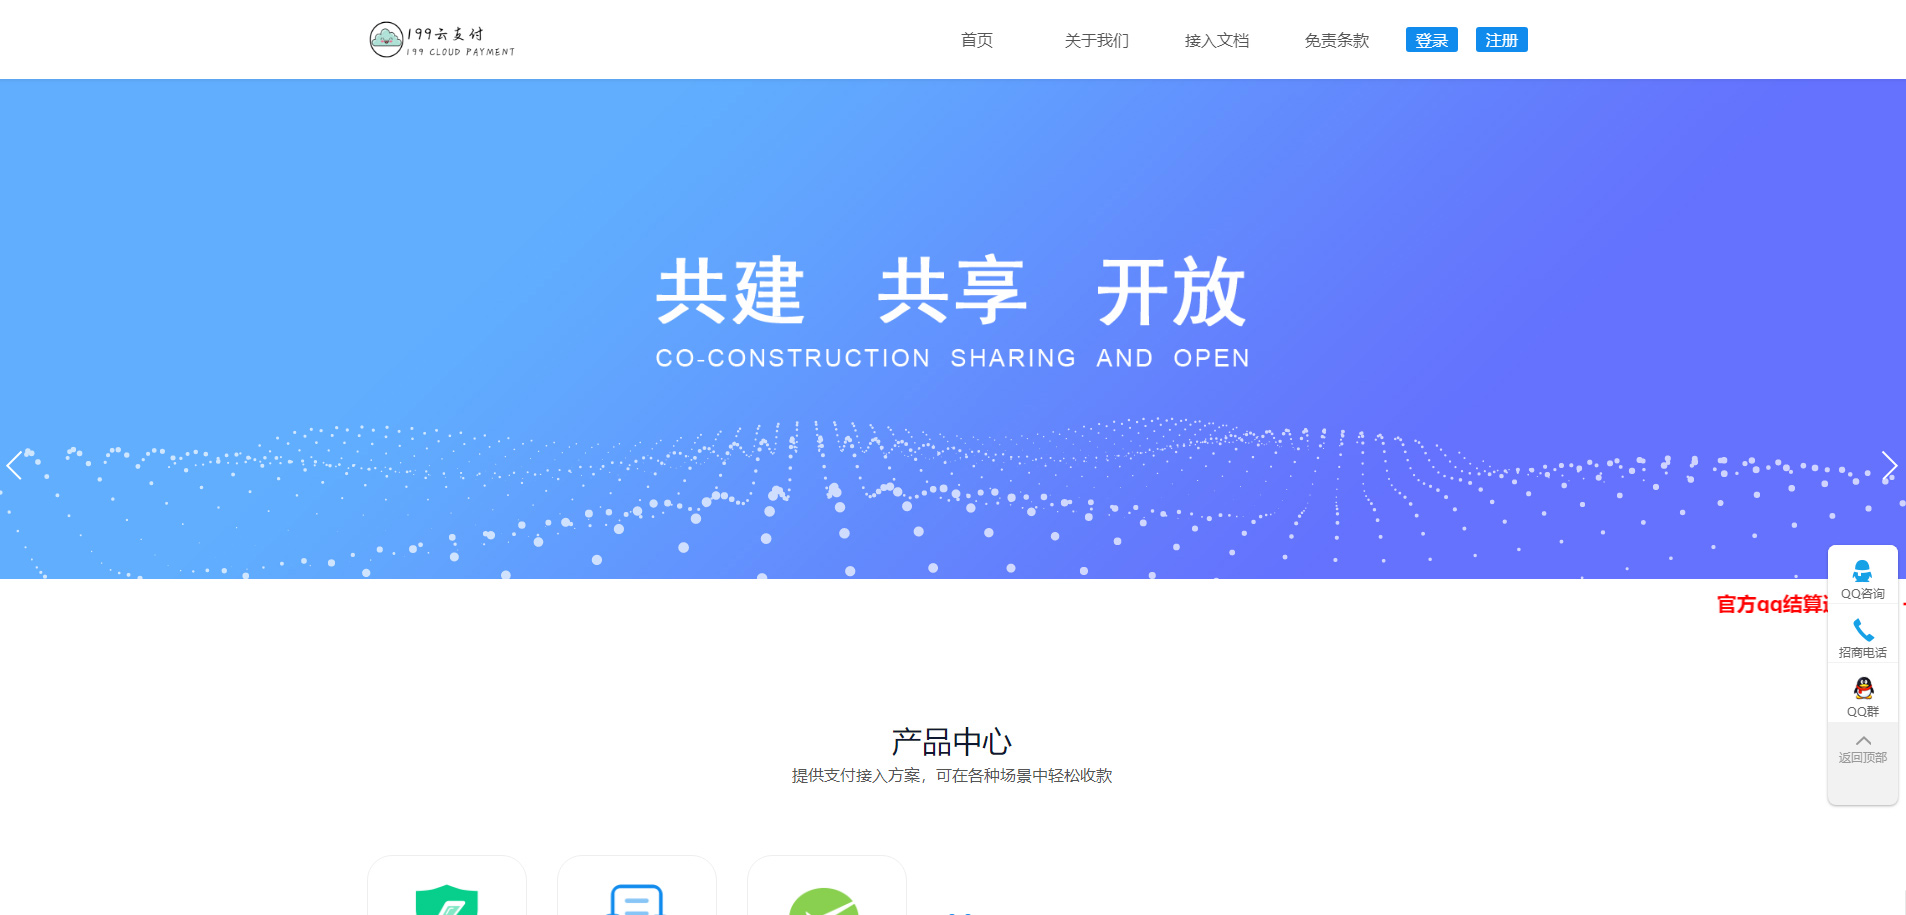 199云支付
199 CLOUD PAYMENT
首页
关于我们
接入文档
免责条款
登录
注册
共建 共享 开放
CO-CONSTRUCTION SHARING AND OPEN
官方qq结算
QQ咨询
招商电话
QQ群
返回顶部
产品中心
提供支付接入方案，可在各种场景中轻松收款